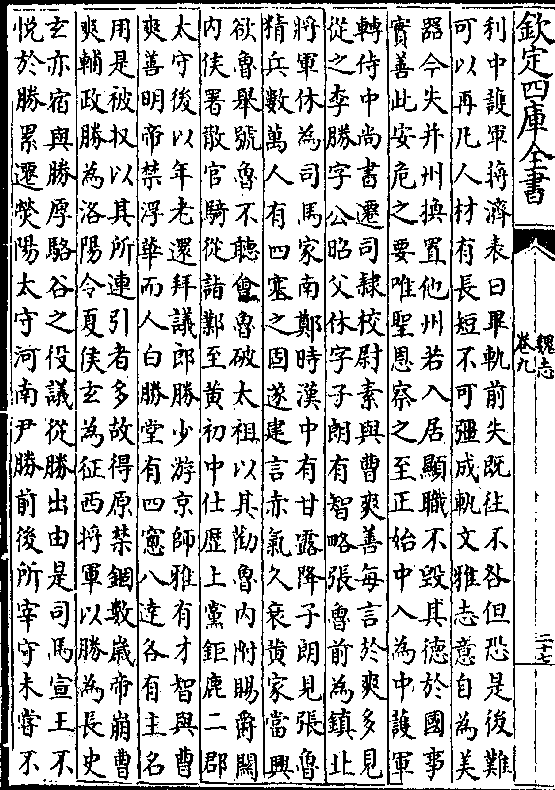 欽定四庫全書
魏志
卷九
二十七
利中護軍蔣濟表曰畢軌前失既往不咎但恐是後難
可以再凡人材有長短不可彊成軌文雅志意自為美
器今失并州換置他州若入居顯職不毀其德於國事
實善此安危之要唯聖恩察之至正始中入為中護軍
轉侍中尚書遷司隷校尉素與曹爽善每言於爽多見
從之李勝字公昭父休字子朗有智略張魯前為鎮北
將軍休為司馬家南鄭時漢中有甘露降子朗見張魯
精兵數萬人有四塞之固遂建言赤氣久衰黄家當興
欲魯舉號魯不聽會魯破太祖以其勸魯内附賜爵關
内侯署散官騎從詣鄴至黄初中仕歴上黨鉅鹿二郡
太守後以年老還拜議郎勝少游京師雅有才智與曹
爽善明帝禁浮華而人白勝堂有四窻八達各有主名
用是被収以其所連引者多故得原禁錮數歳帝崩曹
爽輔政勝為洛陽令夏侯玄為征西將軍以勝為長史
玄亦宿與勝厚駱谷之役議從勝出由是司馬宣王不
悦於勝累遷熒陽太守河南尹勝前後所宰守未嘗不